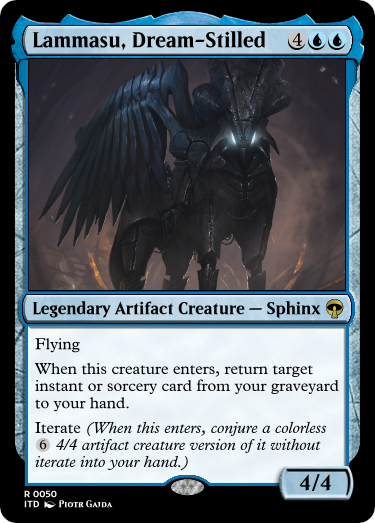 Lammasu, Dream-Stilled 4
Legendary Artifact Creature — Sphinx
Flying
When this creature enters, return target
instant or sorcery card from your graveyard
to your hand.
Iterate (When this enters, conjure a colorless
6 4/4 artifact creature version of it without
iterate into your hand.)
4/4
R 0050
ITD Piotr Gajda